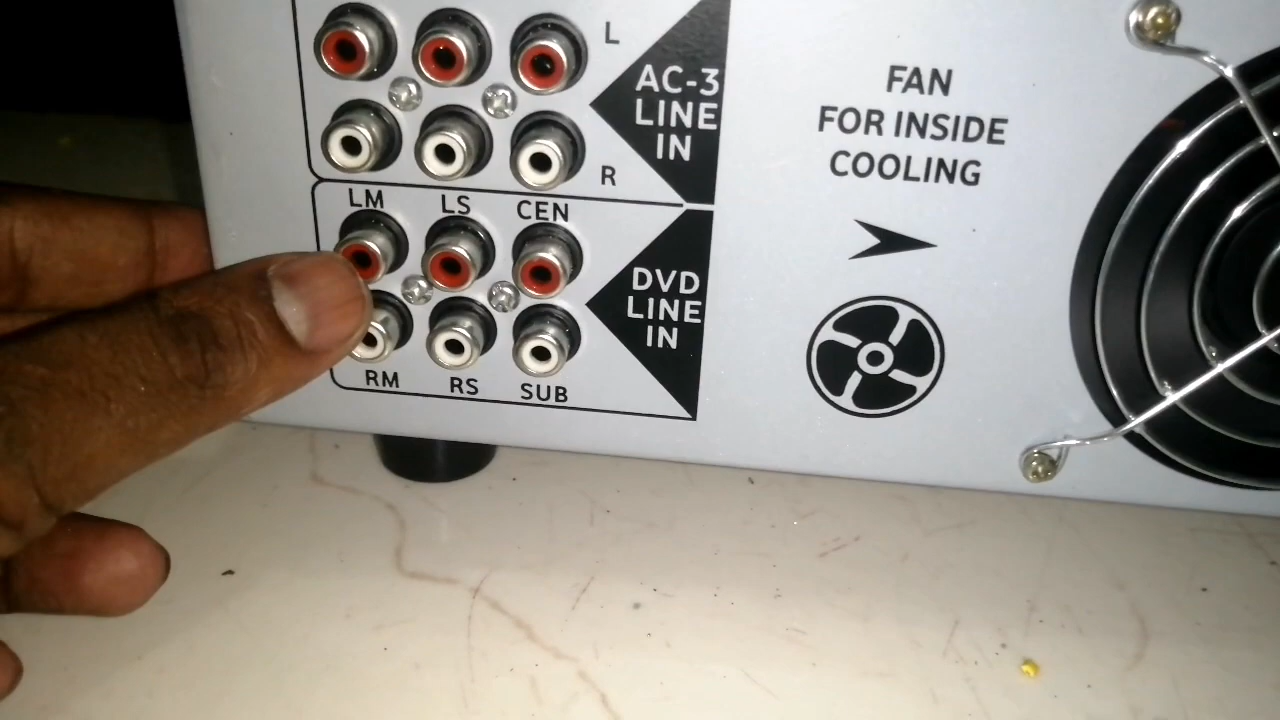 L
AC-3
LINE
IN
R
LM LS CEN
DVD
LINE
IN
RM RS SUB
FAN
FOR INSIDE
COOLING